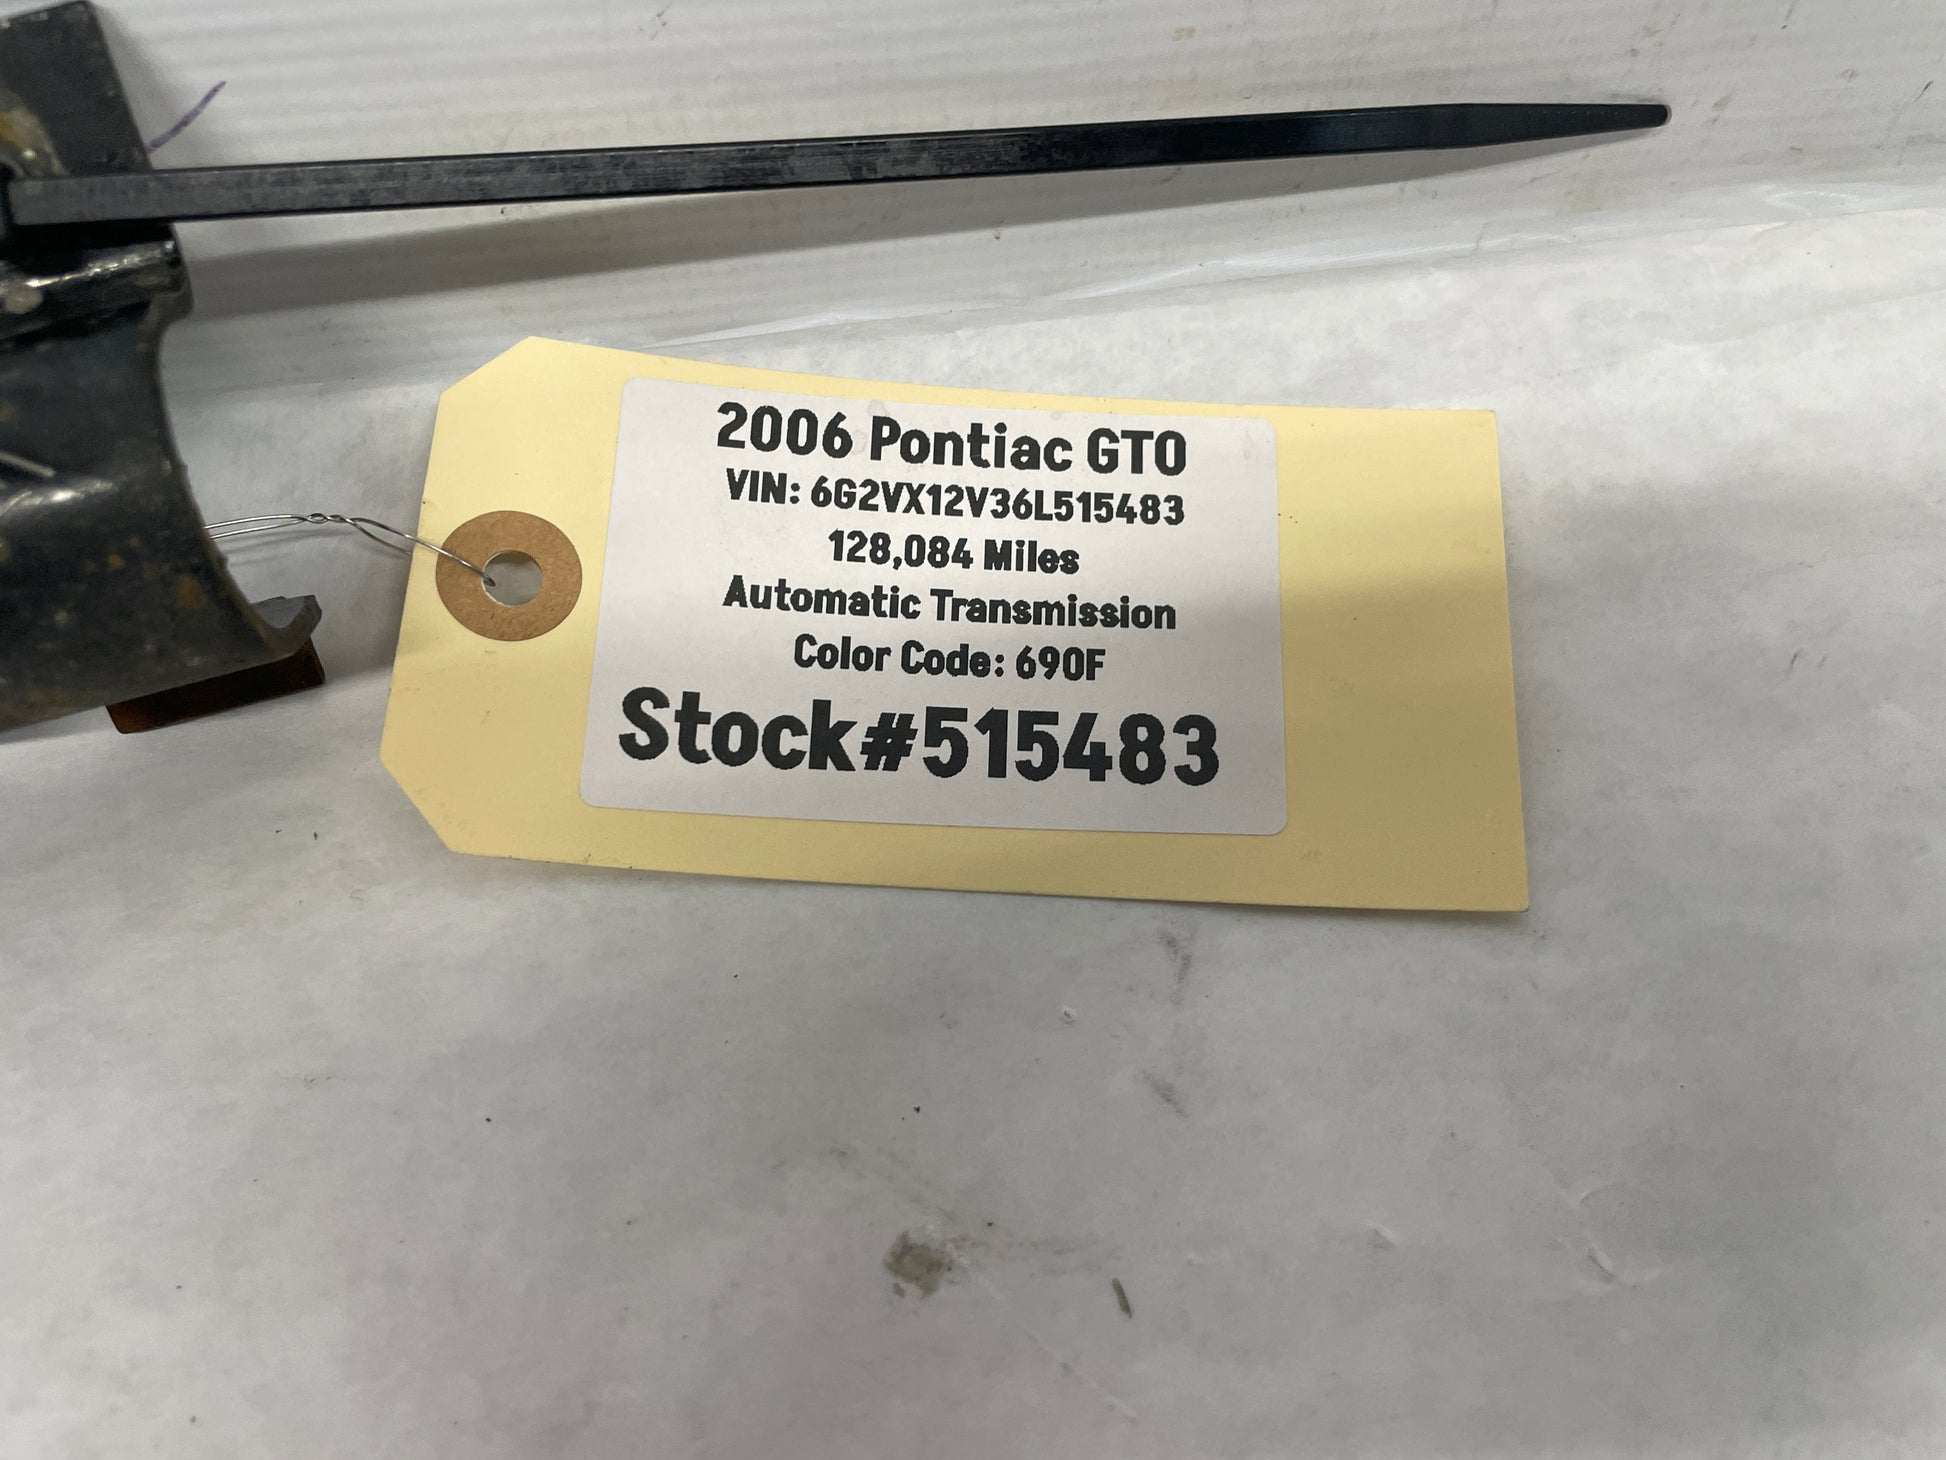 2006 Pontiac GTO
VIN: 6G2VX12V36L515483
128,084 Miles
Automatic Transmission
Color Code: 690F
Stock#515483